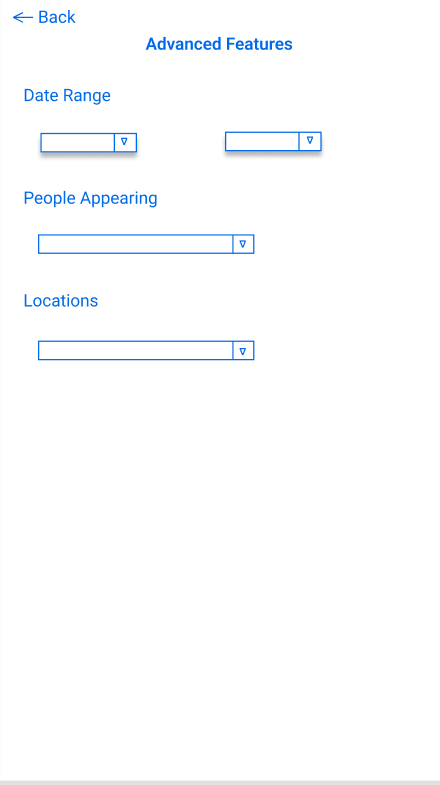 Back
Advanced Features
Date Range
People Appearing
Locations